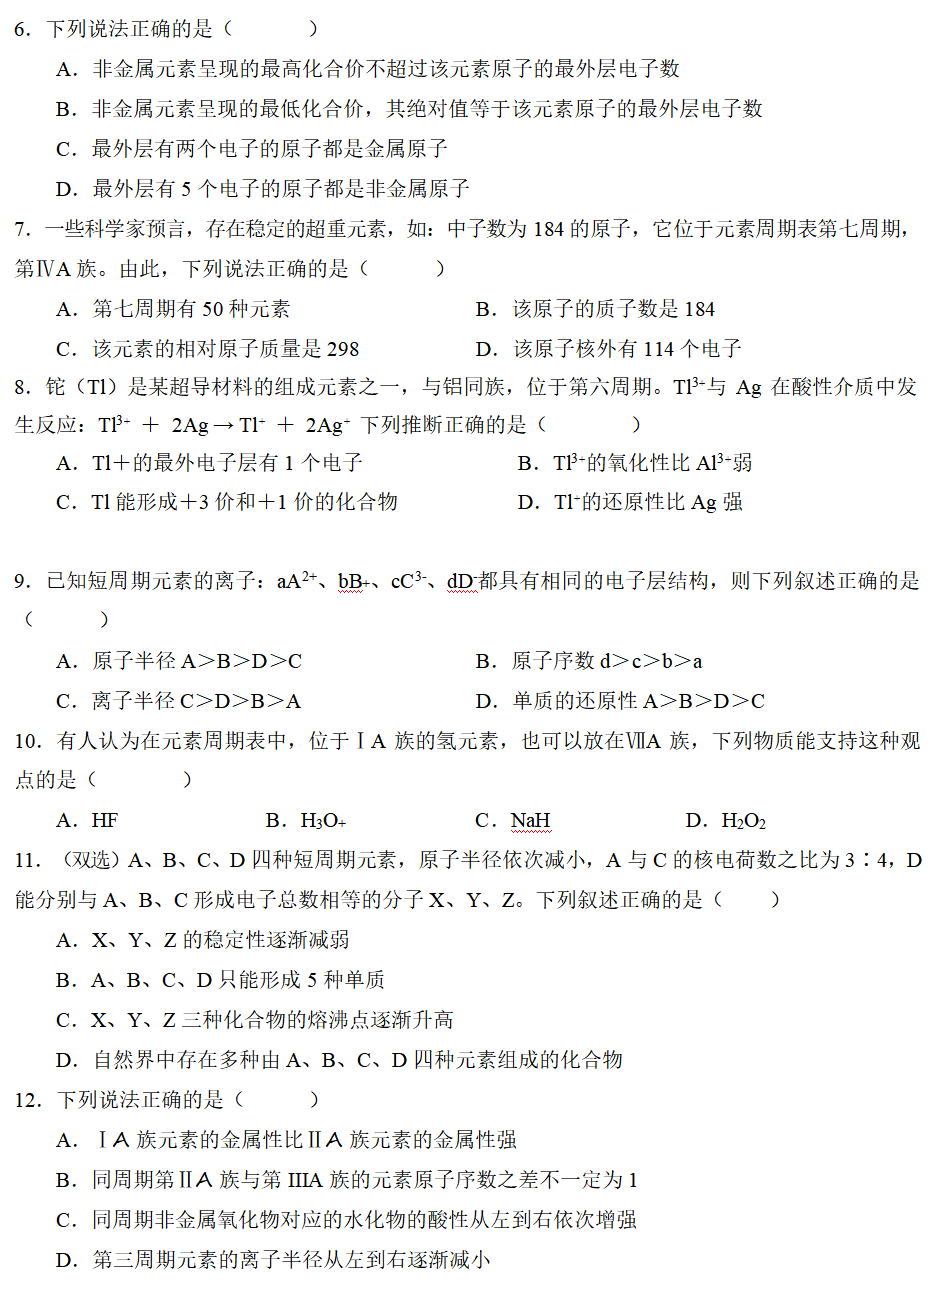 6．下列说法正确的是（　　　）
A．非金属元素呈现的最高化合价不超过该元素原子的最外层电子数
B．非金属元素呈现的最低化合价，其绝对值等于该元素原子的最外层电子数
C．最外层有两个电子的原子都是金属原子
D．最外层有 5 个电子的原子都是非金属原子
7．一些科学家预言，存在稳定的超重元素，如：中子数为 184 的原子，它位于元素周期表第七周期，
第ⅣA 族。由此，下列说法正确的是（　　　）
A．第七周期有 50 种元素　　　B．该原子的质子数是 184
C．该元素的相对原子质量是 298　　　D．该原子核外有 114 个电子
8．铊（Tl）是某超导材料的组成元素之一，与铝同族，位于第六周期。Tl³⁺与 Ag 在酸性介质中发
生反应：Tl³⁺ ＋ 2Ag → Tl⁺ ＋ 2Ag⁺ 下列推断正确的是（　　　）
A．Tl＋的最外电子层有 1 个电子　　　B．Tl³⁺的氧化性比 Al³⁺弱
C．Tl 能形成＋3 价和＋1 价的化合物　　　D．Tl⁺的还原性比 Ag 强
9．已知短周期元素的离子：aA²⁺、bB₊、cC³⁻、dD⁻都具有相同的电子层结构，则下列叙述正确的是
（　　　）
A．原子半径 A＞B＞D＞C　　　B．原子序数 d＞c＞b＞a
C．离子半径 C＞D＞B＞A　　　D．单质的还原性 A＞B＞D＞C
10．有人认为在元素周期表中，位于ⅠA 族的氢元素，也可以放在ⅦA 族，下列物质能支持这种观
点的是（　　　）
A．HF　　　B．H₃O₊　　　C．NaH　　　D．H₂O₂
11．（双选）A、B、C、D 四种短周期元素，原子半径依次减小，A 与 C 的核电荷数之比为 3∶4，D
能分别与 A、B、C 形成电子总数相等的分子 X、Y、Z。下列叙述正确的是（　　）
A．X、Y、Z 的稳定性逐渐减弱
B．A、B、C、D 只能形成 5 种单质
C．X、Y、Z 三种化合物的熔沸点逐渐升高
D．自然界中存在多种由 A、B、C、D 四种元素组成的化合物
12．下列说法正确的是（　　　）
A．ⅠA 族元素的金属性比ⅡA 族元素的金属性强
B．同周期第ⅡA 族与第 IIIA 族的元素原子序数之差不一定为 1
C．同周期非金属氧化物对应的水化物的酸性从左到右依次增强
D．第三周期元素的离子半径从左到右逐渐减小